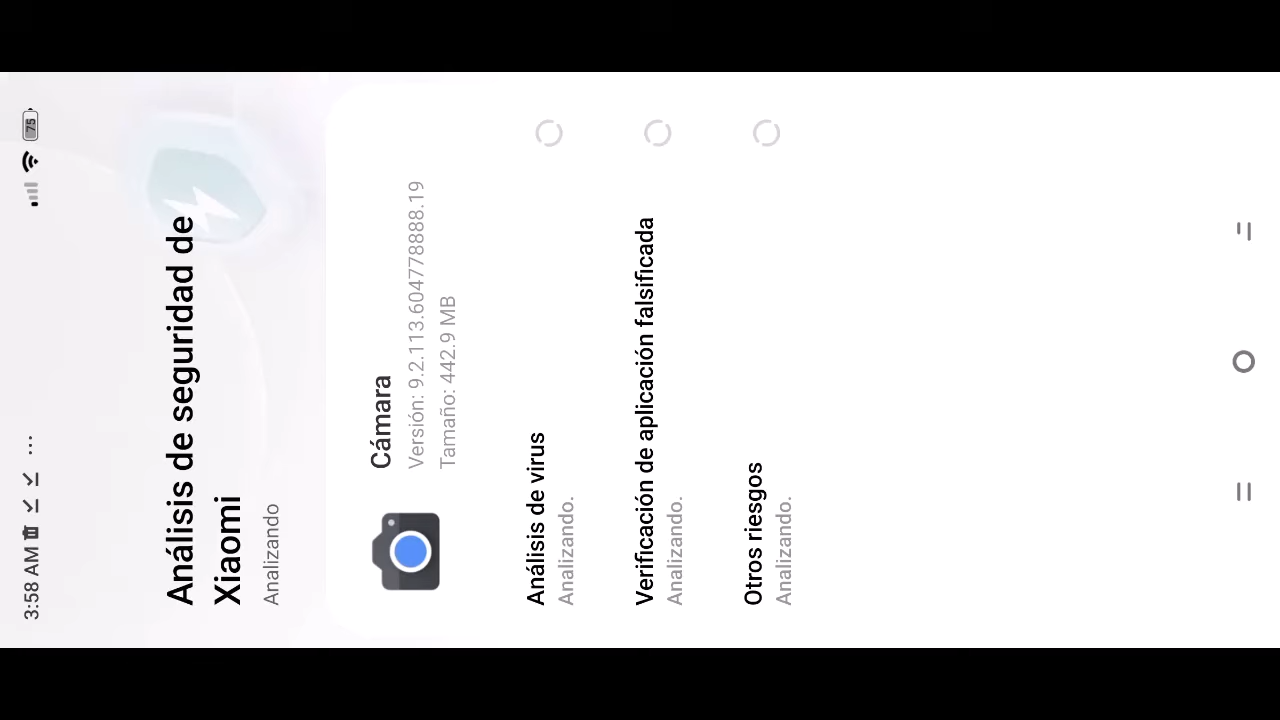 3:58 AM ...
75
Análisis de seguridad de
Xiaomi
Analizando
Cámara
Versión: 9.2.113.604778888.19
Tamaño: 442.9 MB
Análisis de virus
Analizando.
Verificación de aplicación falsificada
Analizando.
Otros riesgos
Analizando.